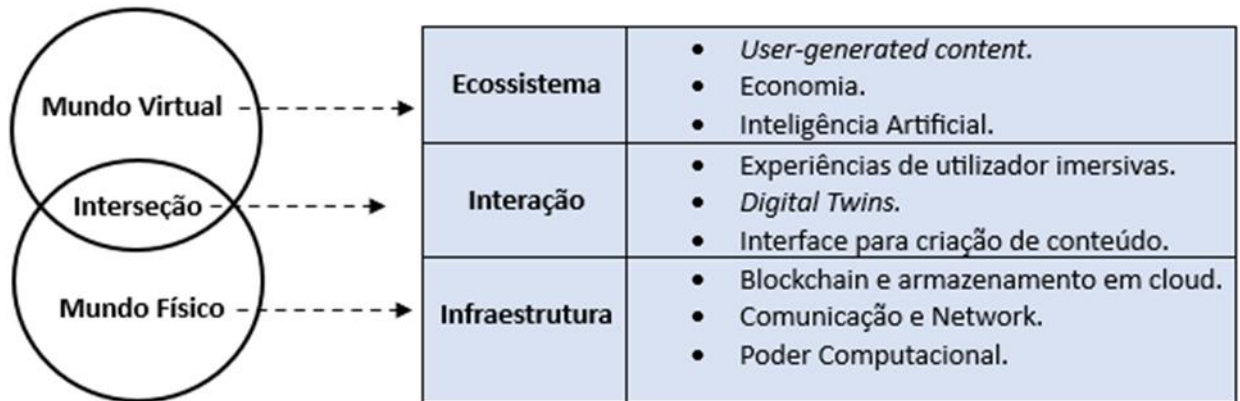 Mundo Virtual
Interseção
Mundo Físico
Ecossistema
• User-generated content.
• Economia.
• Inteligência Artificial.
Interação
• Experiências de utilizador imersivas.
• Digital Twins.
• Interface para criação de conteúdo.
Infraestrutura
• Blockchain e armazenamento em cloud.
• Comunicação e Network.
• Poder Computacional.